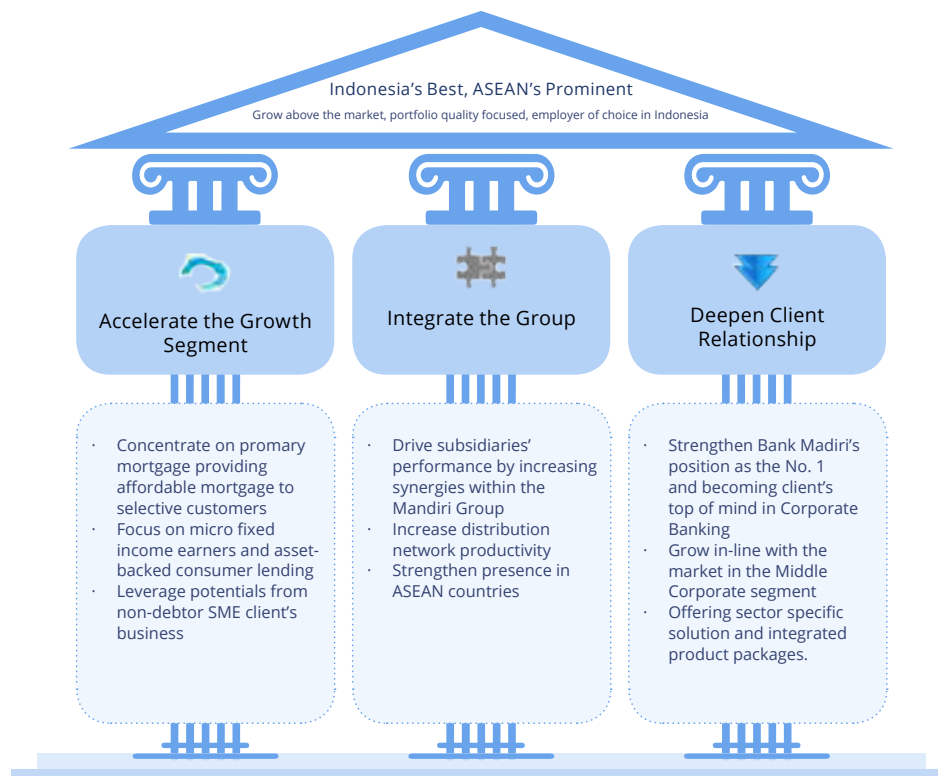 Indonesia's Best, ASEAN's Prominent
Grow above the market, portfolio quality focused, employer of choice in Indonesia
Accelerate the Growth
Segment
· Concentrate on promary
mortgage providing
affordable mortgage to
selective customers
· Focus on micro fixed
income earners and asset-
backed consumer lending
· Leverage potentials from
non-debtor SME client's
business
Integrate the Group
· Drive subsidiaries'
performance by increasing
synergies within the
Mandiri Group
· Increase distribution
network productivity
· Strengthen presence in
ASEAN countries
Deepen Client
Relationship
· Strengthen Bank Madiri's
position as the No. 1
and becoming client's
top of mind in Corporate
Banking
· Grow in-line with the
market in the Middle
Corporate segment
· Offering sector specific
solution and integrated
product packages.